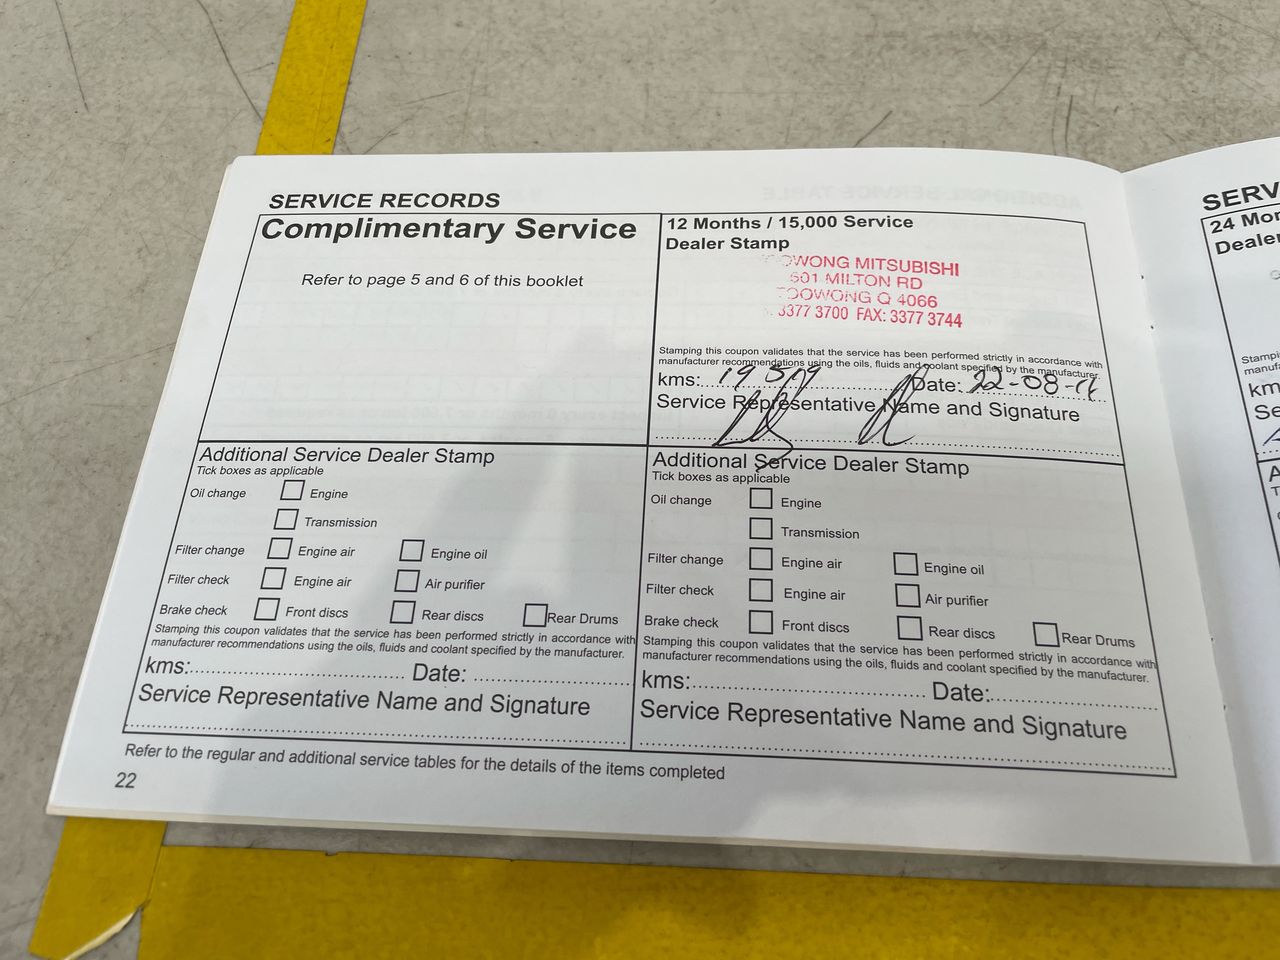 SERVICE RECORDS
Complimentary Service
Refer to page 5 and 6 of this booklet
12 Months / 15,000 Service
Dealer Stamp
OWONG MITSUBISHI
601 MILTON RD
TOOWONG Q 4066
3377 3700 FAX: 3377 3744
Stamping this coupon validates that the service has been performed strictly in accordance with
manufacturer recommendations using the oils, fluids and coolant specified by the manufacturer.
kms: Date: 22-08-
Service Representative Name and Signature
Additional Service Dealer Stamp
Tick boxes as applicable
Oil change Engine
Transmission
Filter change Engine air Engine oil
Filter check Engine air Air purifier
Brake check Front discs Rear discs Rear Drums
Stamping this coupon validates that the service has been performed strictly in accordance with
manufacturer recommendations using the oils, fluids and coolant specified by the manufacturer.
kms: Date:
Service Representative Name and Signature
Additional Service Dealer Stamp
Tick boxes as applicable
Oil change Engine
Transmission
Filter change Engine air Engine oil
Filter check Engine air Air purifier
Brake check Front discs Rear discs Rear Drums
Stamping this coupon validates that the service has been performed strictly in accordance with
manufacturer recommendations using the oils, fluids and coolant specified by the manufacturer.
kms: Date:
Service Representative Name and Signature
Refer to the regular and additional service tables for the details of the items completed
22
SERV
24 Mon
Dealer
Stampi
manufa
km
Se
A
T